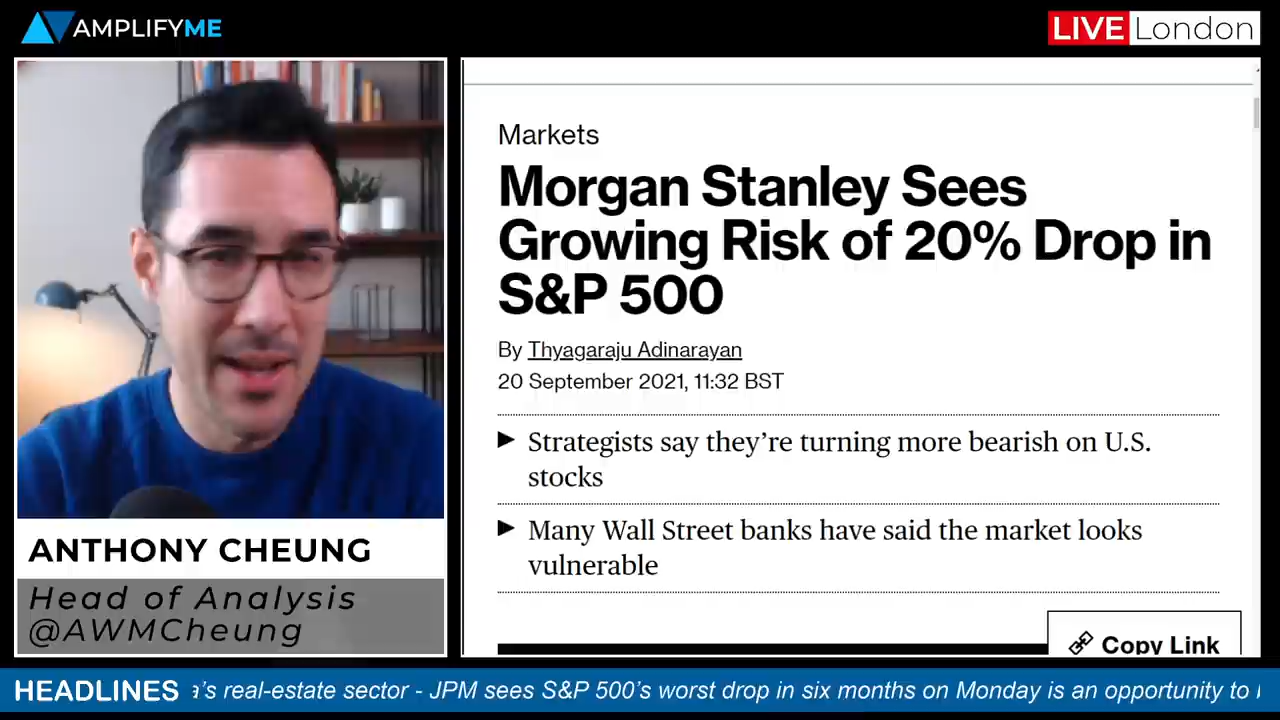 AMPLIFYME
LIVE London
Markets
Morgan Stanley Sees
Growing Risk of 20% Drop in
S&P 500
By Thyagaraju Adinarayan
20 September 2021, 11:32 BST
Strategists say they're turning more bearish on U.S.
stocks
Many Wall Street banks have said the market looks
vulnerable
Copy Link
ANTHONY CHEUNG
Head of Analysis
@AWMCheung
HEADLINES 's real-estate sector - JPM sees S&P 500's worst drop in six months on Monday is an opportunity to